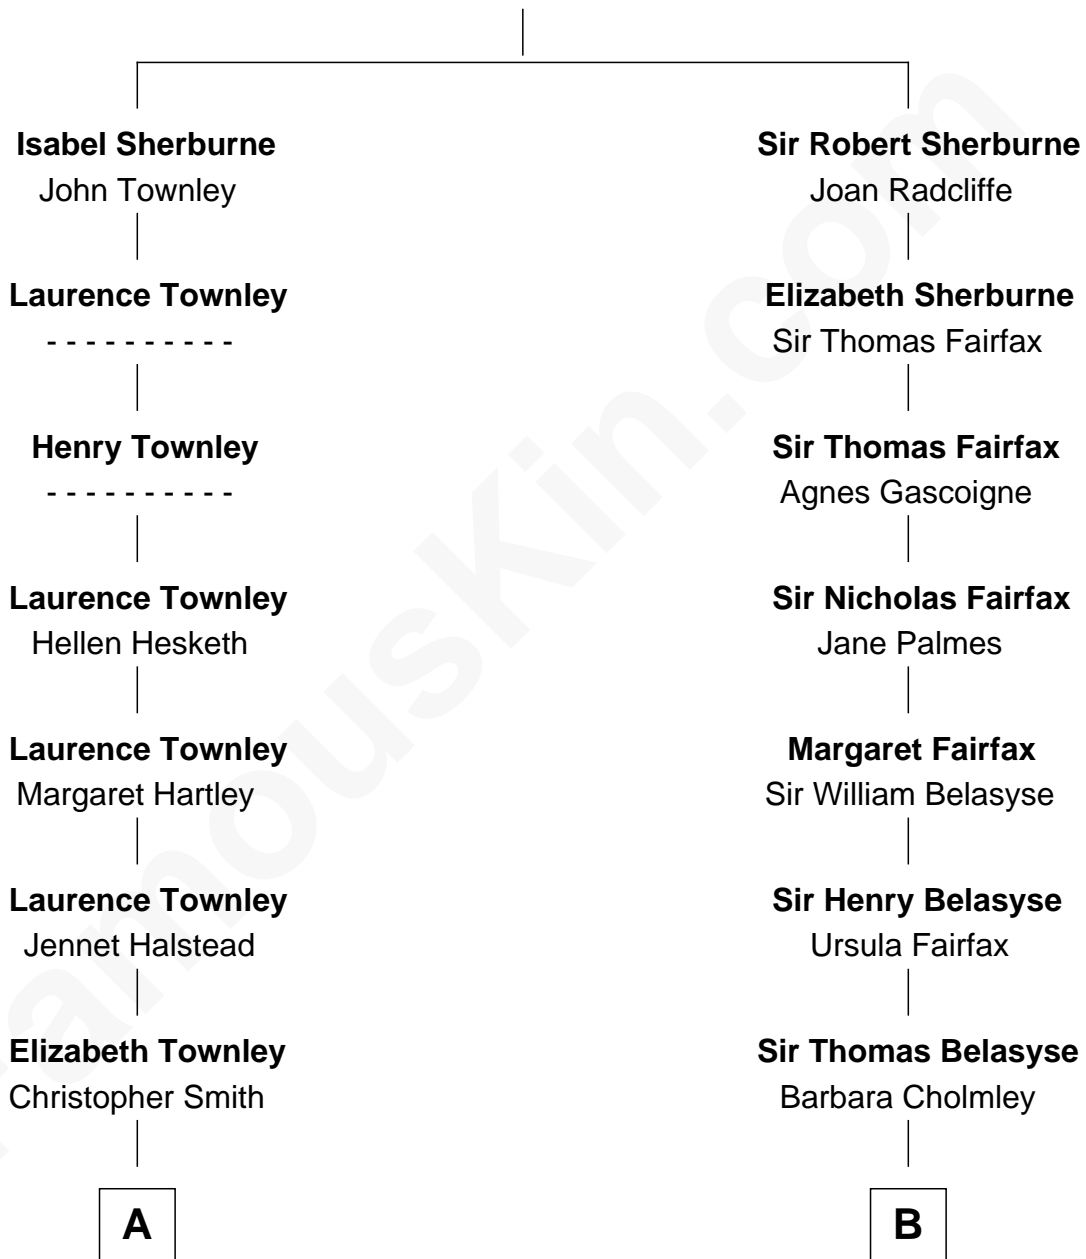 Isabel Sherburne
John Townley
Laurence Townley
- - - - - - - - - -
Henry Townley
- - - - - - - - - -
Laurence Townley
Hellen Hesketh
Laurence Townley
Margaret Hartley
Laurence Townley
Jennet Halstead
Elizabeth Townley
Christopher Smith
A
Sir Robert Sherburne
Joan Radcliffe
Elizabeth Sherburne
Sir Thomas Fairfax
Sir Thomas Fairfax
Agnes Gascoigne
Sir Nicholas Fairfax
Jane Palmes
Margaret Fairfax
Sir William Belasyse
Sir Henry Belasyse
Ursula Fairfax
Sir Thomas Belasyse
Barbara Cholmley
B
FamousKin.com